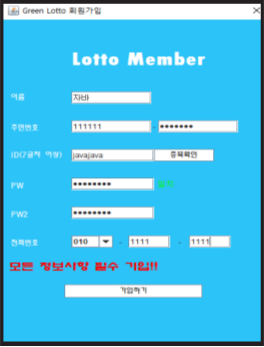 Green Lotto 회원가입
Lotto Member
이름 자바
주민번호 111111 - *******
ID(7글자 이상) javajava 중복확인
PW ********
PW2 ********
전화번호 010 - 1111 - 1111
모든 정보사항 필수 기입!!
가입하기